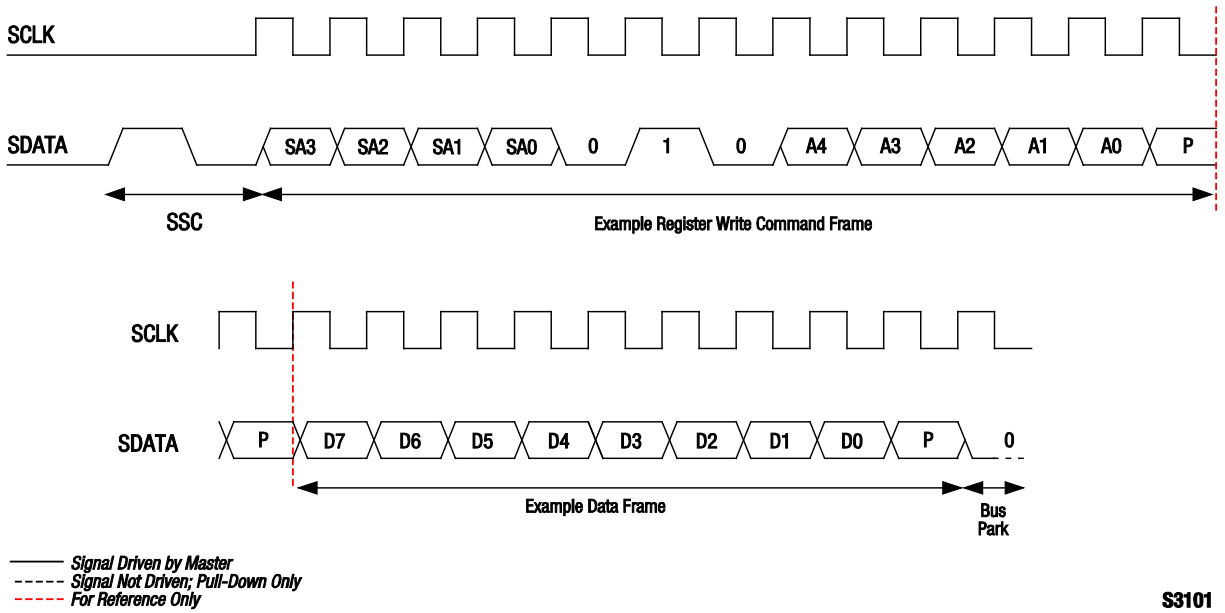 SCLK
SDATA SA3 SA2 SA1 SA0 0 1 0 A4 A3 A2 A1 A0 P
SSC
Example Register Write Command Frame
SCLK
SDATA P D7 D6 D5 D4 D3 D2 D1 D0 P 0
Example Data Frame
Bus
Park
Signal Driven by Master
Signal Not Driven; Pull-Down Only
For Reference Only
S3101